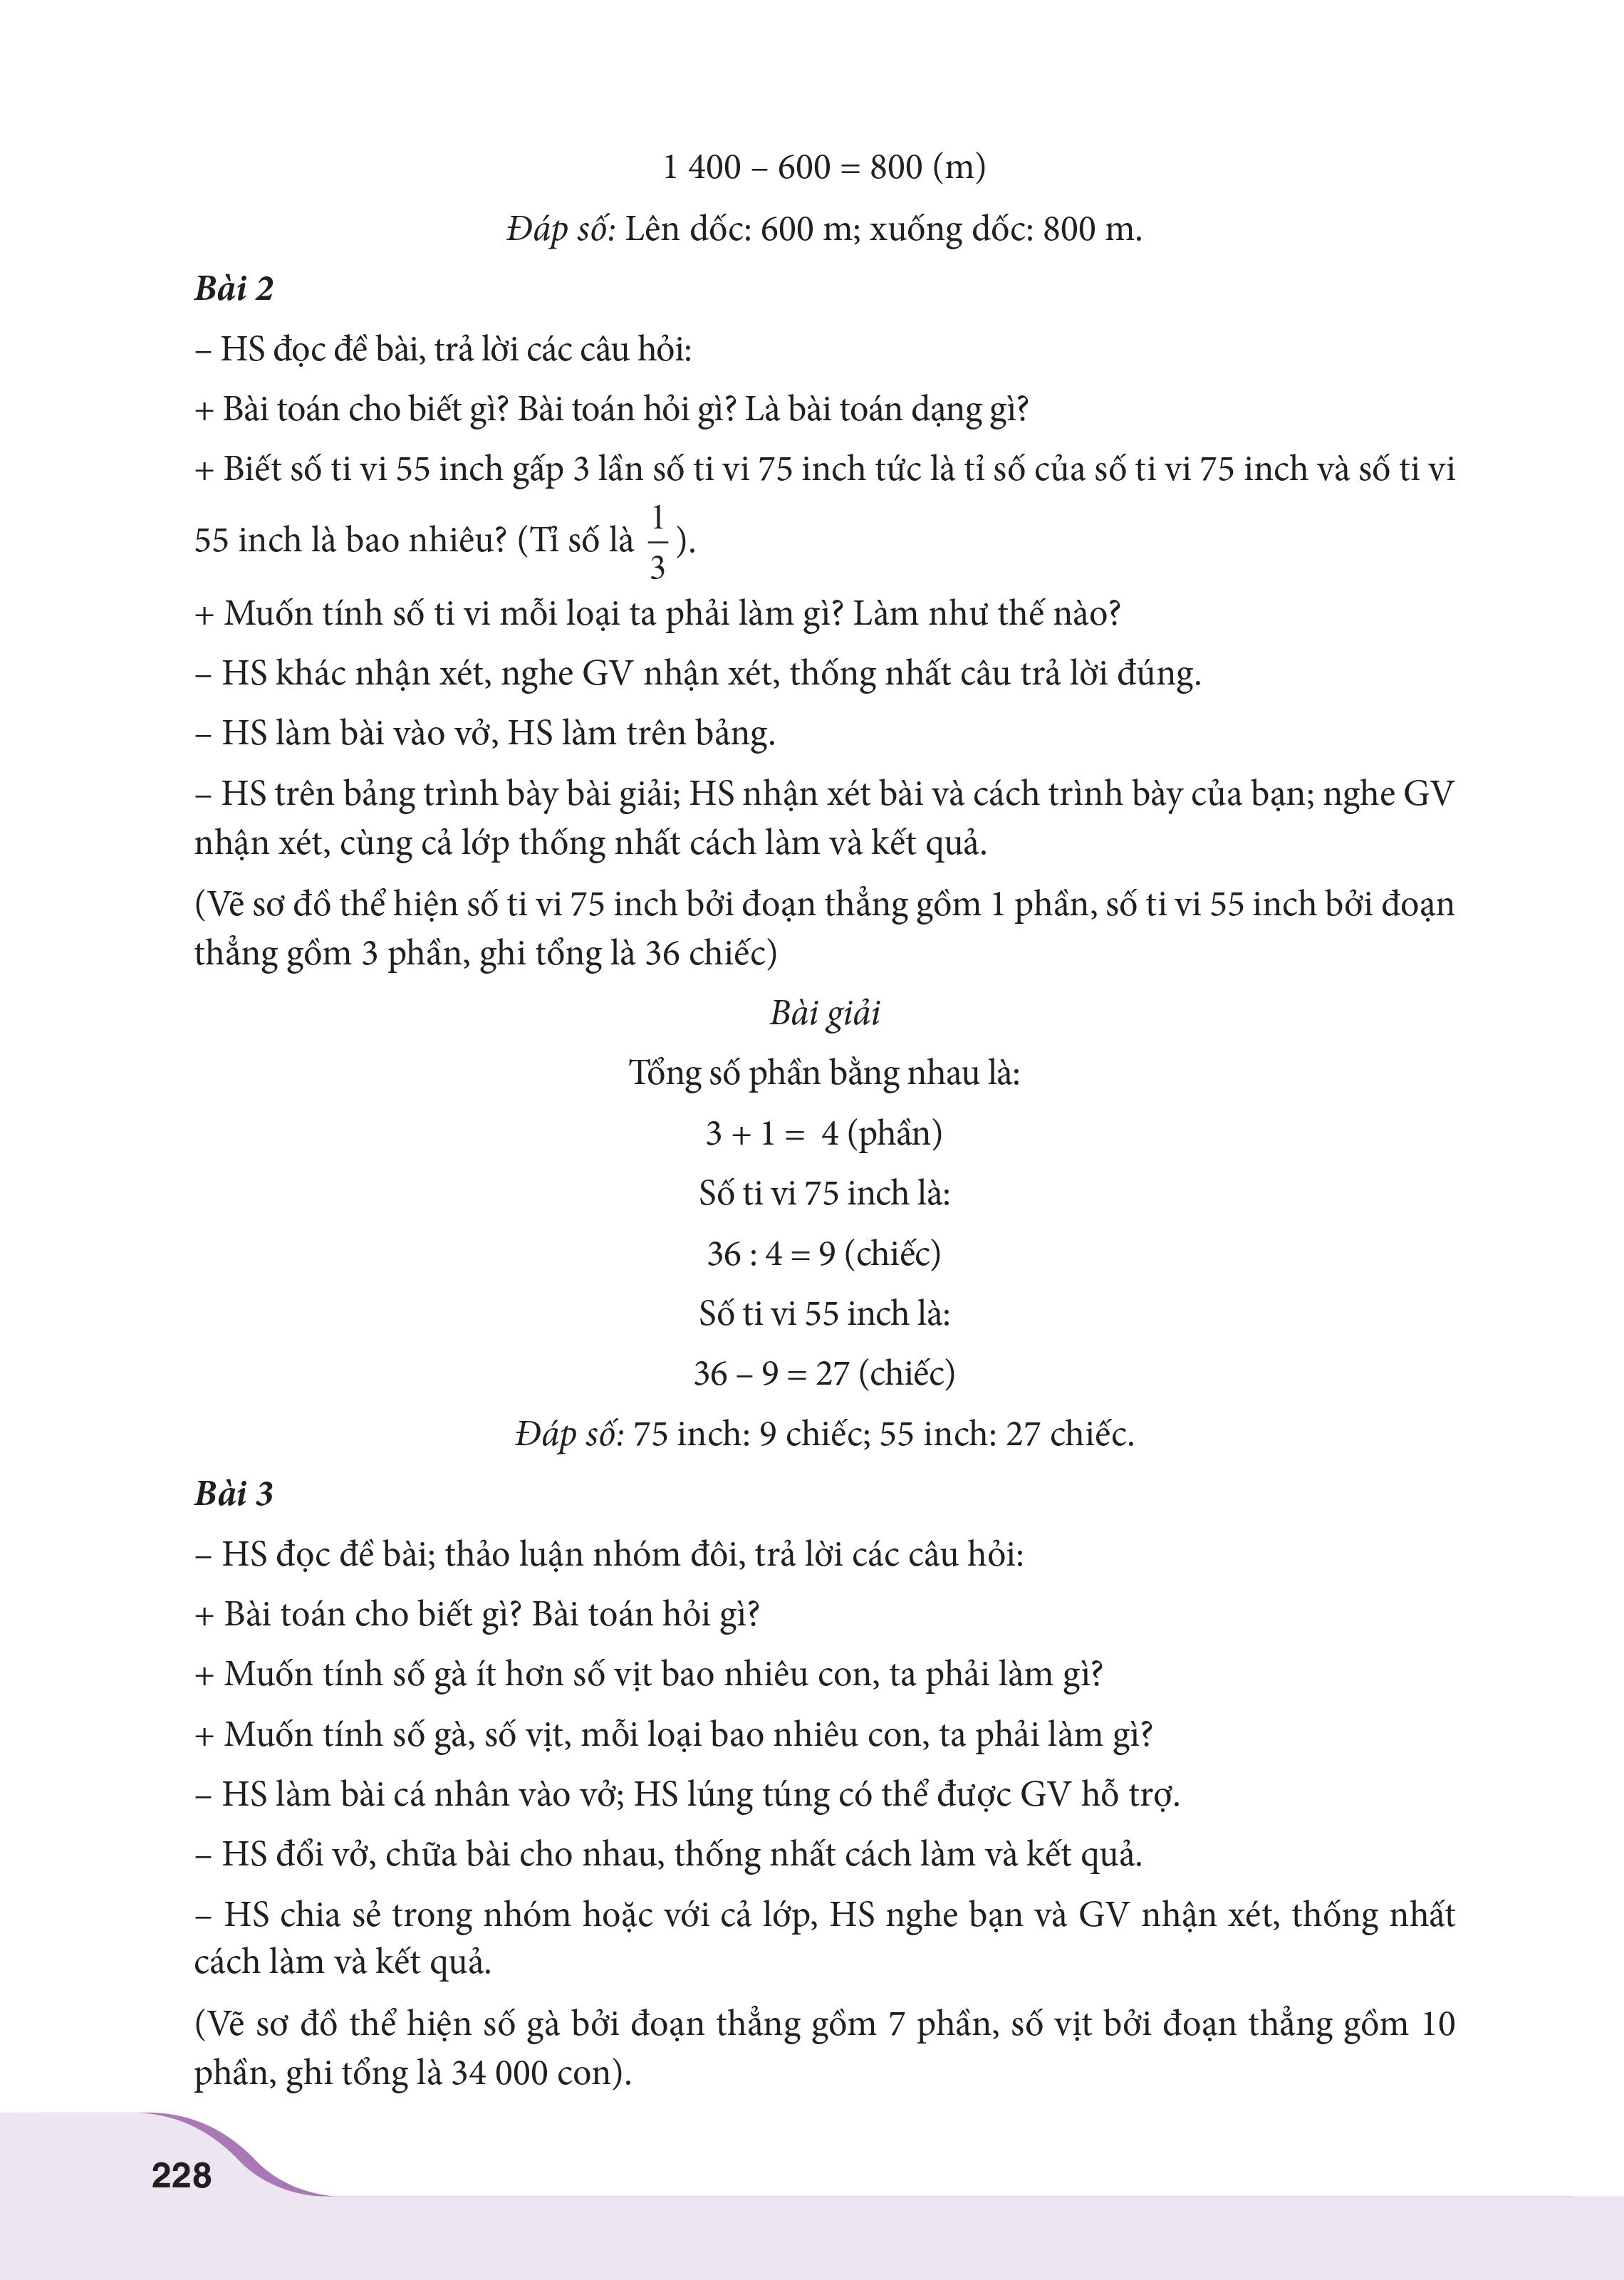 1 400 – 600 = 800 (m)
Đáp số: Lên dốc: 600 m; xuống dốc: 800 m.
Bài 2
– HS đọc đề bài, trả lời các câu hỏi:
+ Bài toán cho biết gì? Bài toán hỏi gì? Là bài toán dạng gì?
+ Biết số ti vi 55 inch gấp 3 lần số ti vi 75 inch tức là tỉ số của số ti vi 75 inch và số ti vi
55 inch là bao nhiêu? (Tỉ số là 1/3).
+ Muốn tính số ti vi mỗi loại ta phải làm gì? Làm như thế nào?
– HS khác nhận xét, nghe GV nhận xét, thống nhất câu trả lời đúng.
– HS làm bài vào vở, HS làm trên bảng.
– HS trên bảng trình bày bài giải; HS nhận xét bài và cách trình bày của bạn; nghe GV
nhận xét, cùng cả lớp thống nhất cách làm và kết quả.
(Vẽ sơ đồ thể hiện số ti vi 75 inch bởi đoạn thẳng gồm 1 phần, số ti vi 55 inch bởi đoạn
thẳng gồm 3 phần, ghi tổng là 36 chiếc)
Bài giải
Tổng số phần bằng nhau là:
3 + 1 = 4 (phần)
Số ti vi 75 inch là:
36 : 4 = 9 (chiếc)
Số ti vi 55 inch là:
36 – 9 = 27 (chiếc)
Đáp số: 75 inch: 9 chiếc; 55 inch: 27 chiếc.
Bài 3
– HS đọc đề bài; thảo luận nhóm đôi, trả lời các câu hỏi:
+ Bài toán cho biết gì? Bài toán hỏi gì?
+ Muốn tính số gà ít hơn số vịt bao nhiêu con, ta phải làm gì?
+ Muốn tính số gà, số vịt, mỗi loại bao nhiêu con, ta phải làm gì?
– HS làm bài cá nhân vào vở; HS lúng túng có thể được GV hỗ trợ.
– HS đổi vở, chữa bài cho nhau, thống nhất cách làm và kết quả.
– HS chia sẻ trong nhóm hoặc với cả lớp, HS nghe bạn và GV nhận xét, thống nhất
cách làm và kết quả.
(Vẽ sơ đồ thể hiện số gà bởi đoạn thẳng gồm 7 phần, số vịt bởi đoạn thẳng gồm 10
phần, ghi tổng là 34 000 con).
228